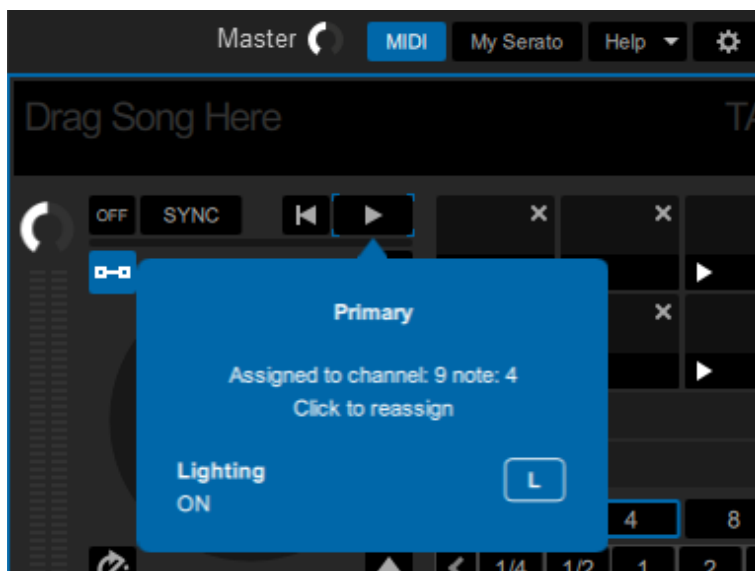 Master MIDI My Serato Help
Drag Song Here TA
OFF SYNC
Primary
Assigned to channel: 9 note: 4
Click to reassign
Lighting L
ON
4 8
1/4 1/2 1 2